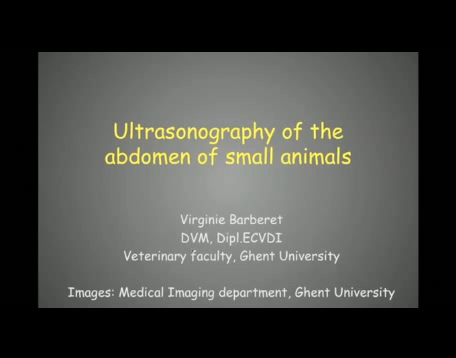 Ultrasonography of the
abdomen of small animals
Virginie Barberet
DVM, Dipl.ECVDI
Veterinary faculty, Ghent University
Images: Medical Imaging department, Ghent University